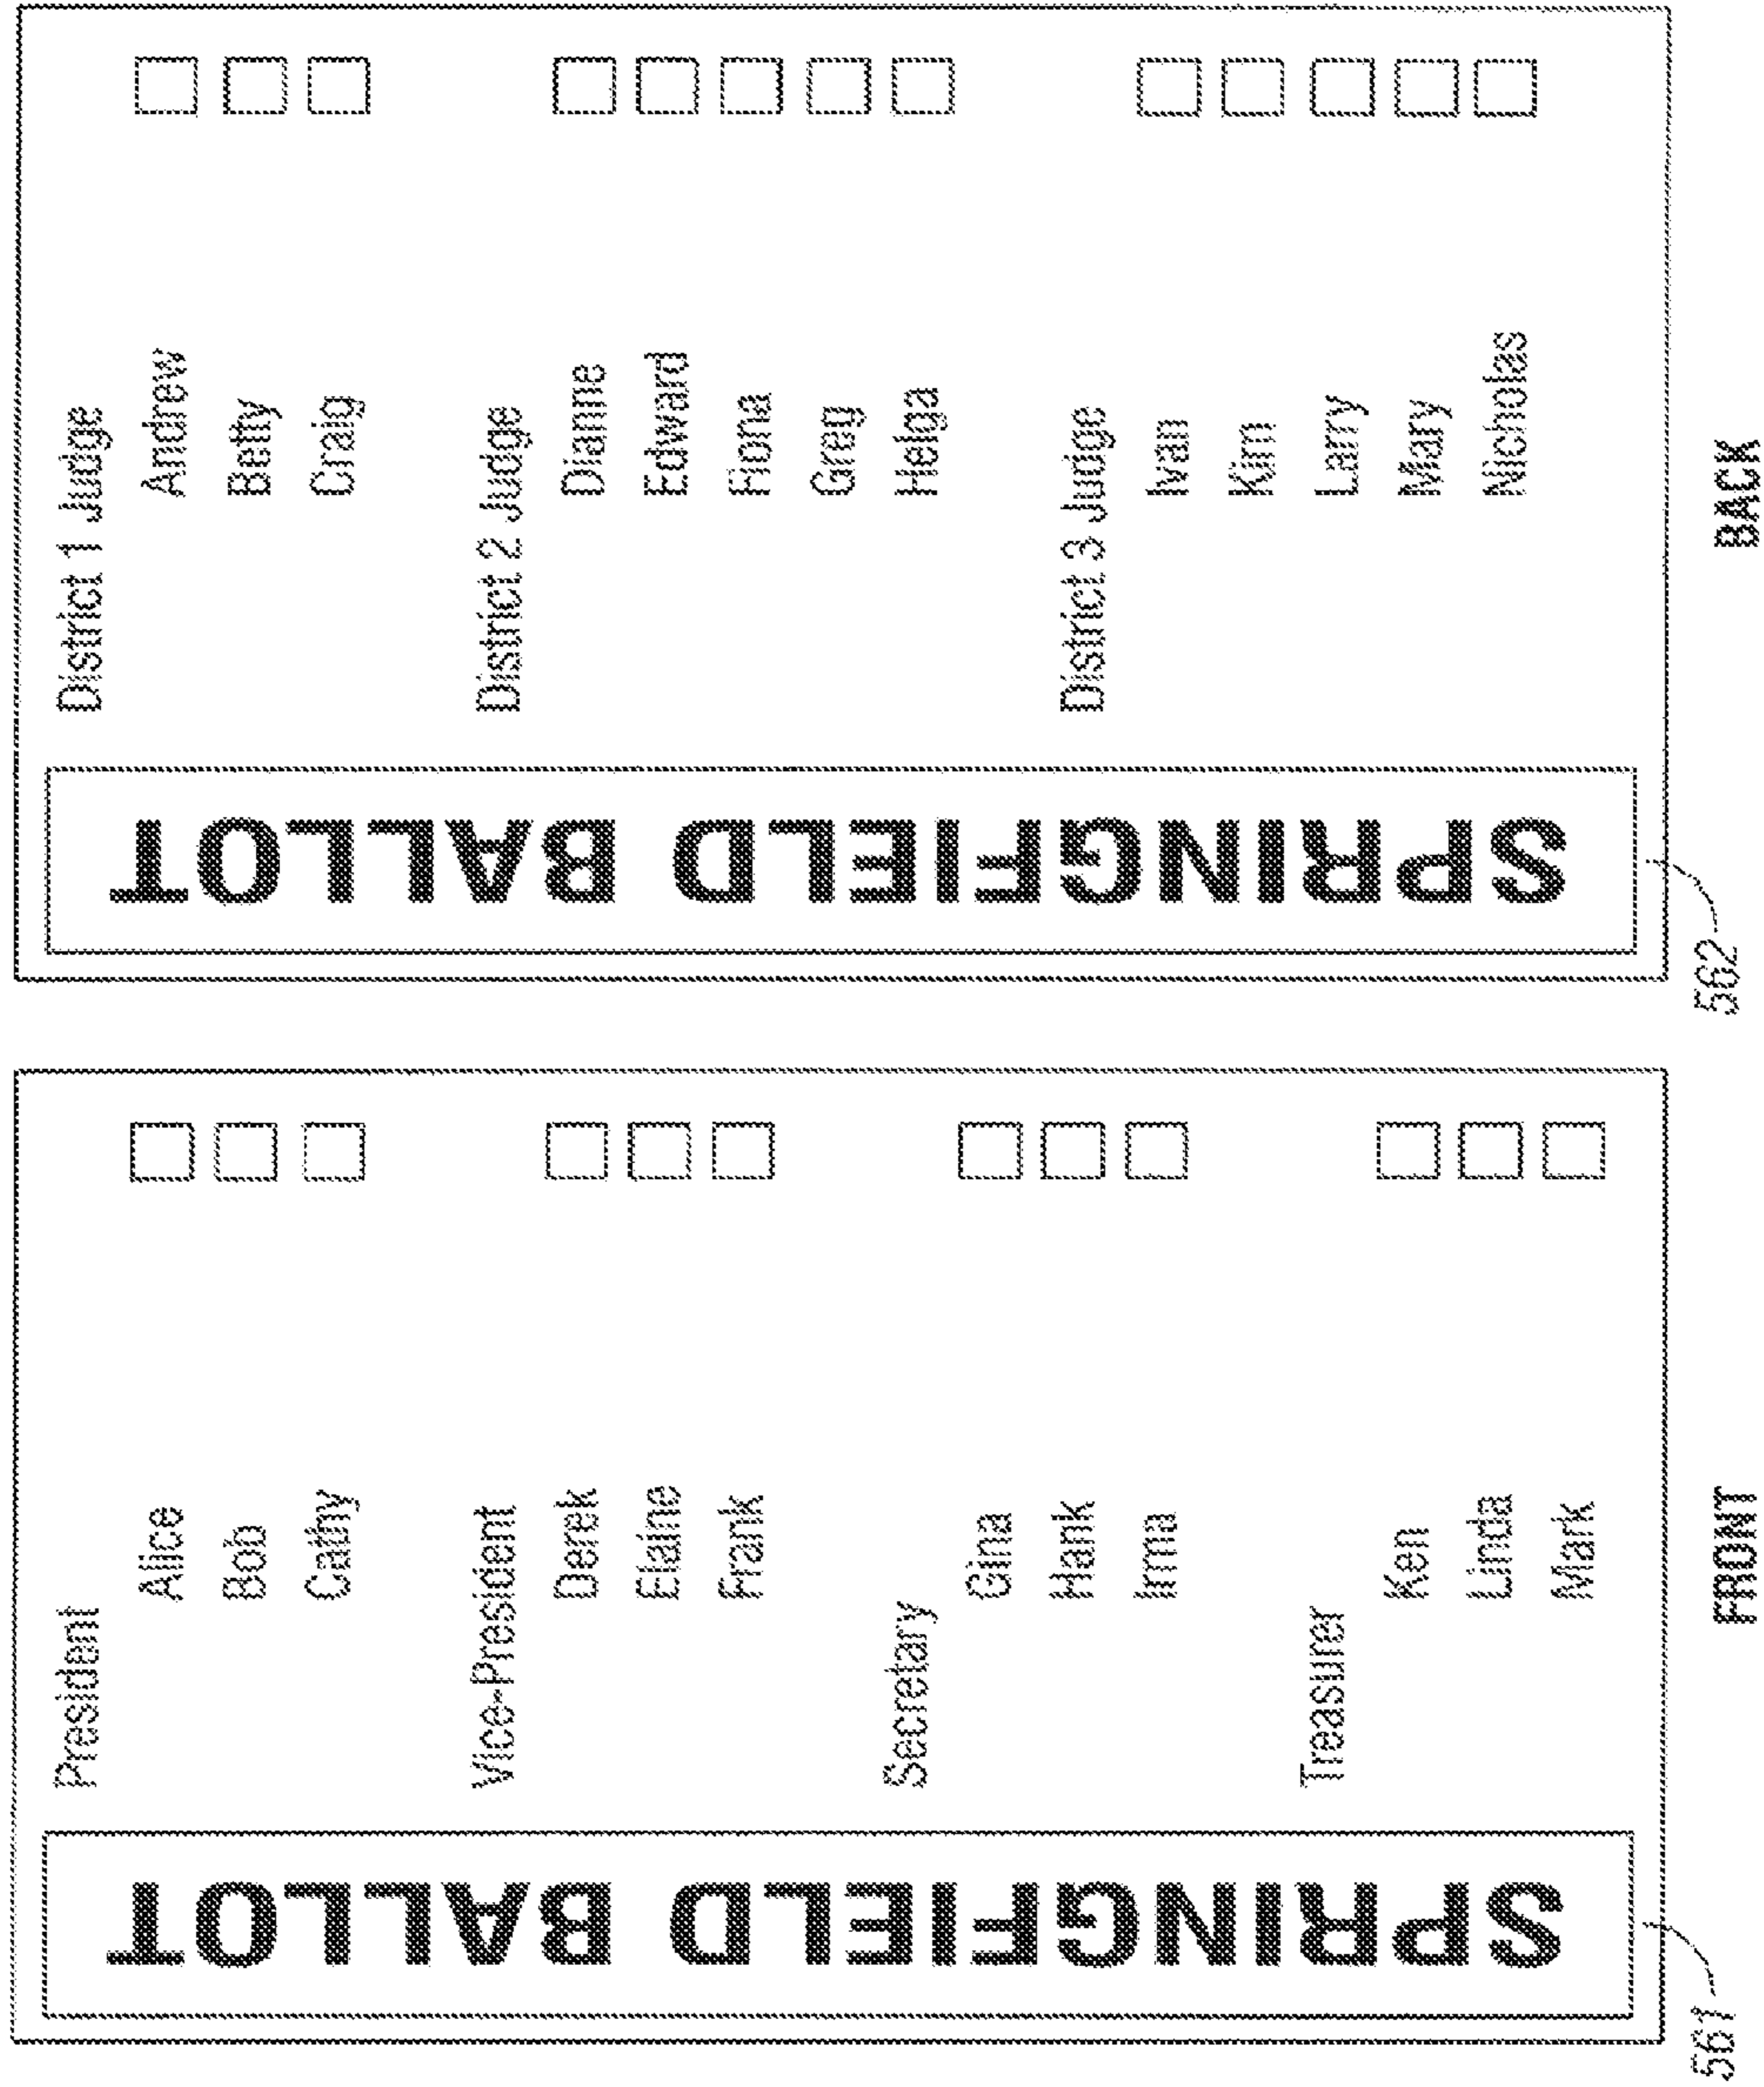 SPRINGFIELD BALLOT
President
Alice
Bob
Cathy
Vice-President
Derek
Elaine
Frank
Secretary
Gina
Hank
Irma
Treasurer
Ken
Linda
Mark
561
FRONT
SPRINGFIELD BALLOT
District 1 Judge
Andrew
Betty
Craig
District 2 Judge
Dianne
Edward
Fiona
Greg
Helga
District 3 Judge
Ivan
Kim
Larry
Mary
Nicholas
562
BACK